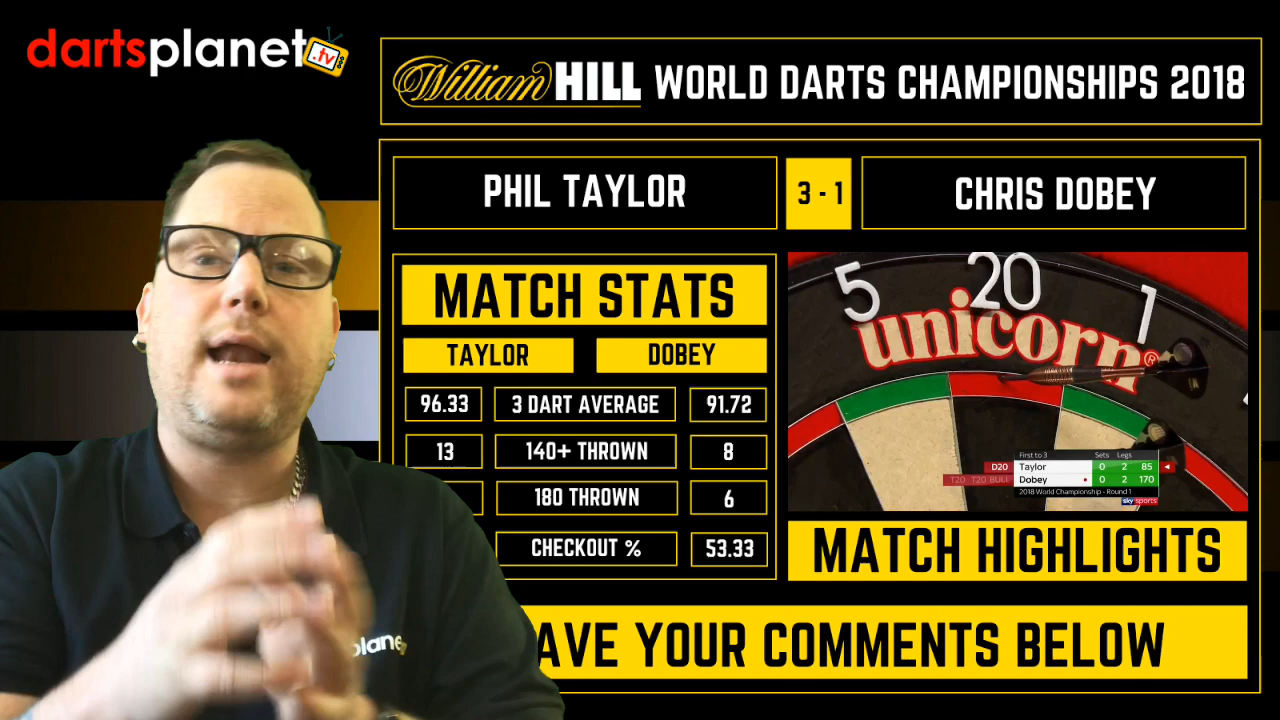 dartsplanet
.tv
William HILL WORLD DARTS CHAMPIONSHIPS 2018
PHIL TAYLOR
3 - 1
CHRIS DOBEY
MATCH STATS
TAYLOR
DOBEY
96.33
3 DART AVERAGE
91.72
13
140+ THROWN
8
180 THROWN
6
CHECKOUT %
53.33
5
20
1
unicorn®
First to 3 Sets Legs
D20 Taylor 0 2 85
T20 T20 BULL Dobey 0 2 170
2018 World Championship - Round 1
sky sports
MATCH HIGHLIGHTS
AVE YOUR COMMENTS BELOW
plane